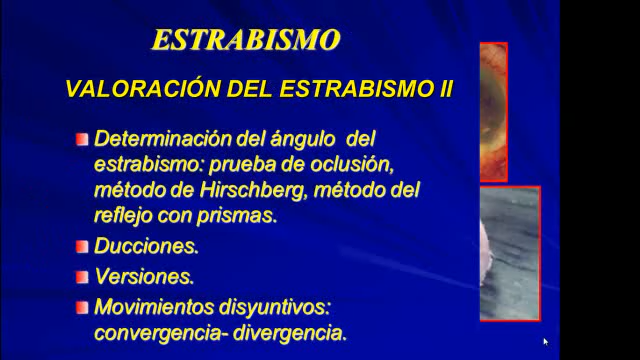 ESTRABISMO
VALORACIÓN DEL ESTRABISMO II
Determinación del ángulo del
estrabismo: prueba de oclusión,
método de Hirschberg, método del
reflejo con prismas.
Ducciones.
Versiones.
Movimientos disyuntivos:
convergencia- divergencia.